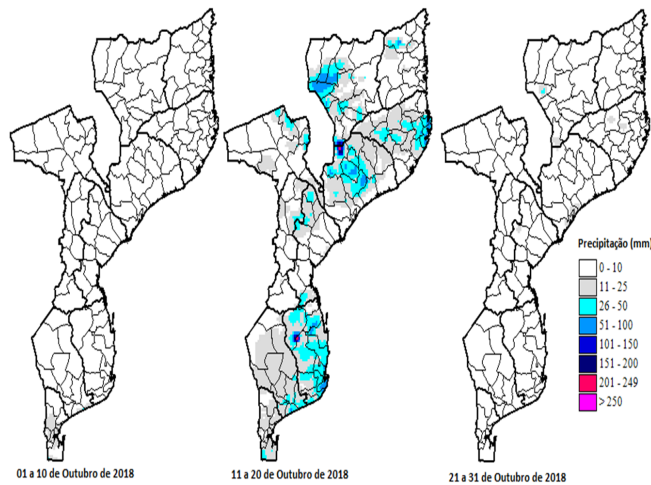 Precipitação (mm)
0 - 10
11 - 25
26 - 50
51 - 100
101 - 150
151 - 200
201 - 249
> 250
01 a 10 de Outubro de 2018
11 a 20 de Outubro de 2018
21 a 31 de Outubro de 2018